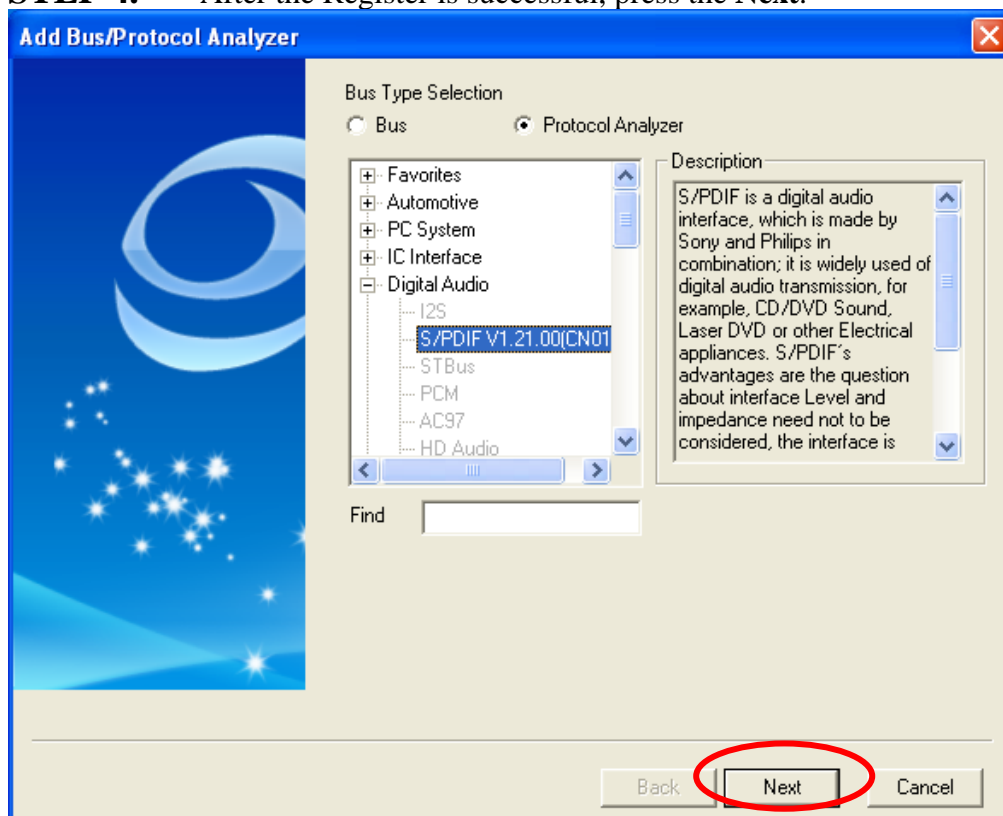 STEP 4. After the Register is successful, press the Next.
Add Bus/Protocol Analyzer
Bus Type Selection
Bus
Protocol Analyzer
Favorites
Automotive
PC System
IC Interface
Digital Audio
I2S
S/PDIF V1.21.00(CN01
STBus
PCM
AC97
HD Audio
Find
Description
S/PDIF is a digital audio
interface, which is made by
Sony and Philips in
combination; it is widely used of
digital audio transmission, for
example, CD/DVD Sound,
Laser DVD or other Electrical
appliances. S/PDIF´s
advantages are the question
about interface Level and
impedance need not to be
considered, the interface is
Back
Next
Cancel